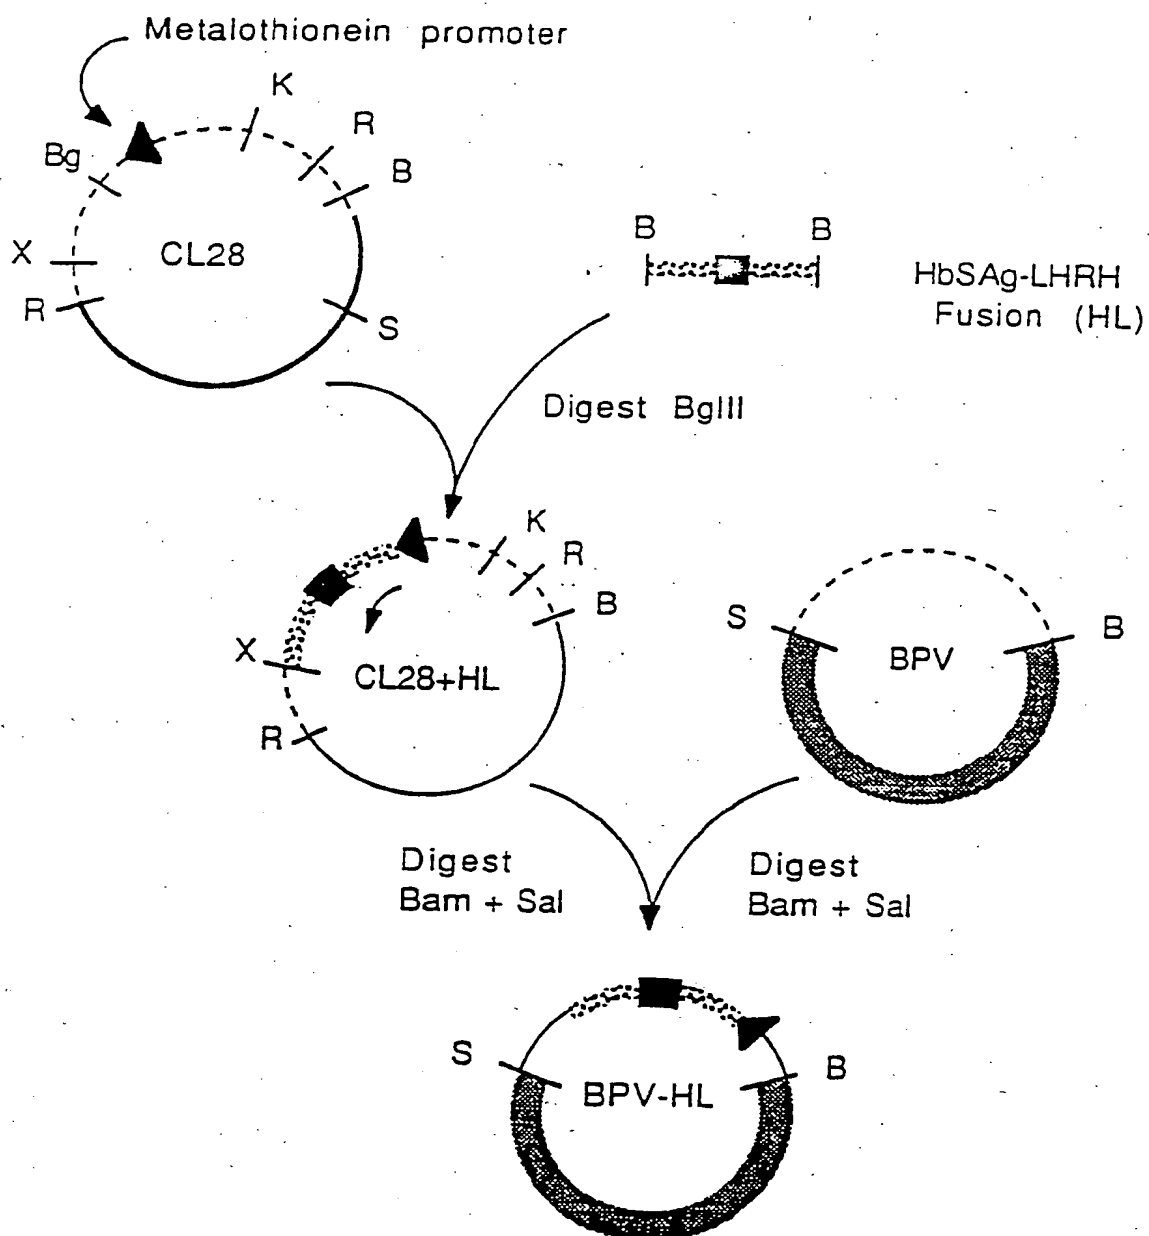 Metalothionein promoter
K
R
B
Bg
X
CL28
R
S
B B
HbSAg-LHRH
Fusion (HL)
Digest BglII
K
R
B
X
CL28+HL
R
S
BPV
B
Digest
Bam + Sal
Digest
Bam + Sal
S
BPV-HL
B